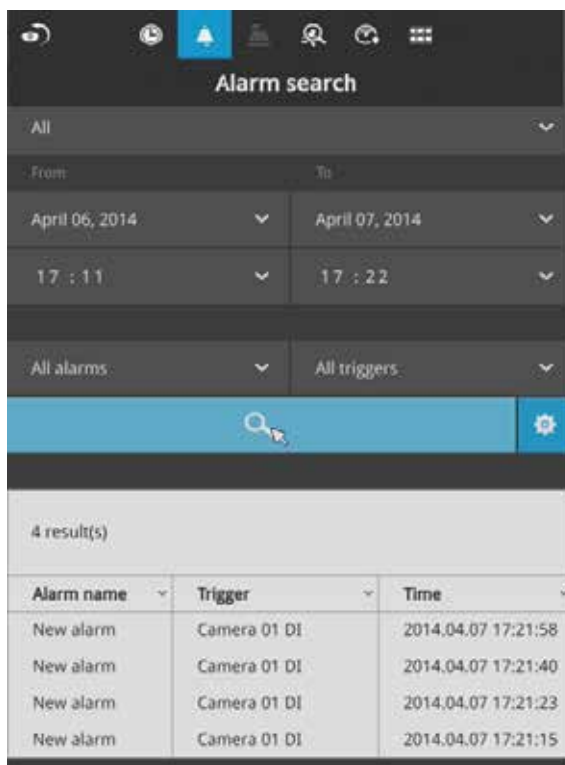 Alarm search
All
From To
April 06, 2014 April 07, 2014
17 : 11 17 : 22
All alarms All triggers
4 result(s)
Alarm name Trigger Time
New alarm Camera 01 DI 2014.04.07 17:21:58
New alarm Camera 01 DI 2014.04.07 17:21:40
New alarm Camera 01 DI 2014.04.07 17:21:23
New alarm Camera 01 DI 2014.04.07 17:21:15